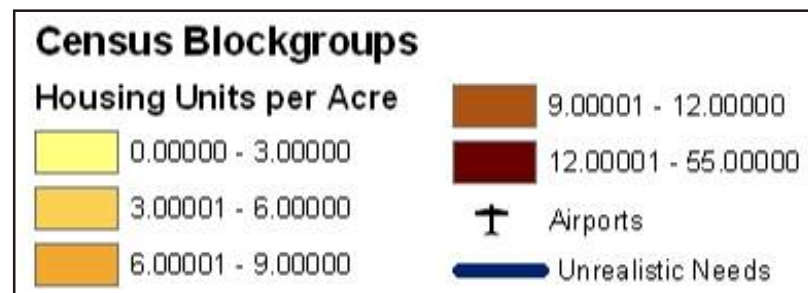 Census Blockgroups
Housing Units per Acre
0.00000 - 3.00000
3.00001 - 6.00000
6.00001 - 9.00000
9.00001 - 12.00000
12.00001 - 55.00000
Airports
Unrealistic Needs